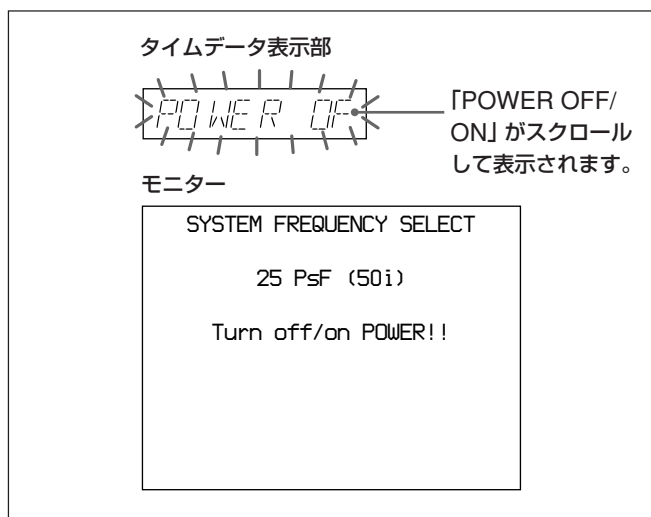 タイムデータ表示部
POWER OF
「POWER OFF/
ON」がスクロール
して表示されます。
モニター
SYSTEM FREQUENCY SELECT
25 PsF (50i)
Turn off/on POWER!!